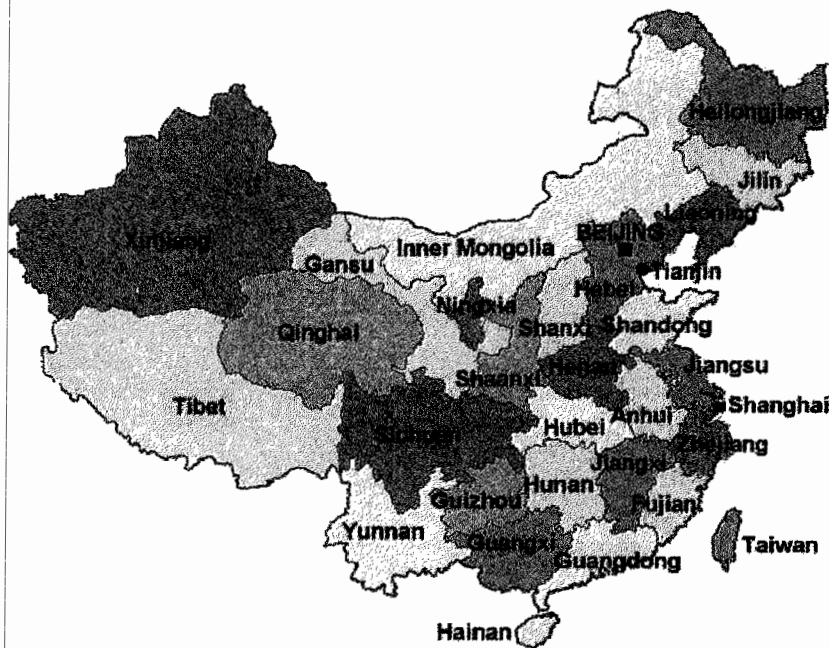 Heilongjiang
Jilin
Liaoning
Xinjiang
Inner Mongolia
BEIJING
Gansu
Tianjin
Hebei
Ningxia
Qinghai
Shanxi
Shandong
Shaanxi
Henan
Jiangsu
Tibet
Shanghai
Anhui
Hubei
Sichuan
Zhejiang
Jiangxi
Hunan
Guizhou
Fujian
Yunnan
Guangxi
Taiwan
Guangdong
Hainan